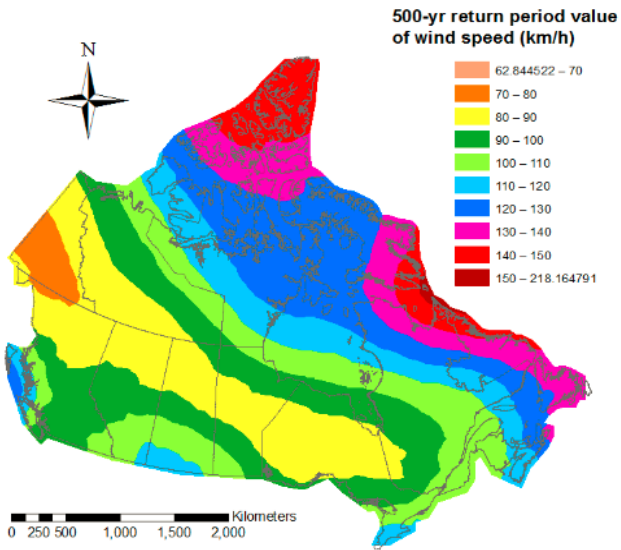 500-yr return period value
of wind speed (km/h)
N
62.844522 – 70
70 – 80
80 – 90
90 – 100
100 – 110
110 – 120
120 – 130
130 – 140
140 – 150
150 – 218.164791
Kilometers
0 250 500 1,000 1,500 2,000